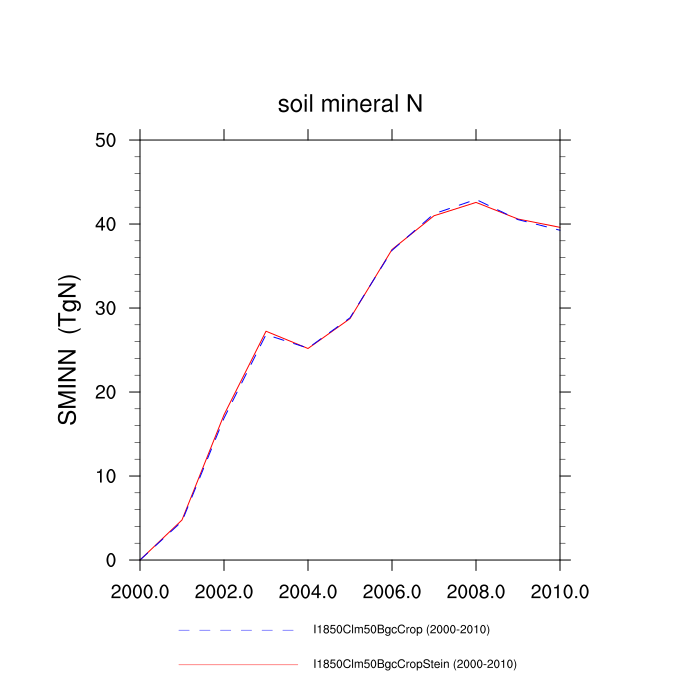 soil mineral N
SMINN (TgN)
50
40
30
20
10
0
2000.0 2002.0 2004.0 2006.0 2008.0 2010.0
I1850Clm50BgcCrop (2000-2010)
I1850Clm50BgcCropStein (2000-2010)